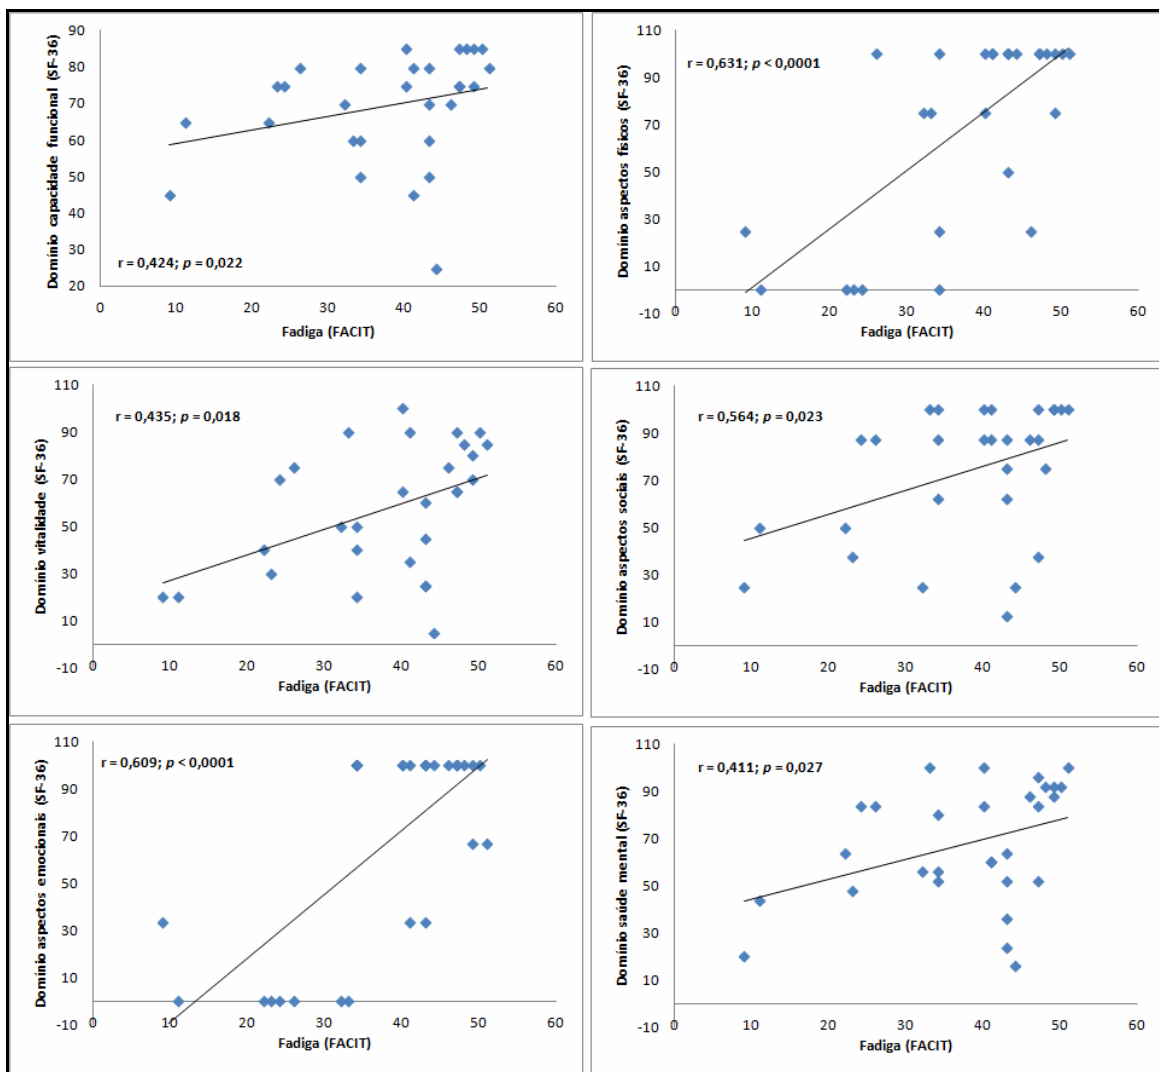 Domínio capacidade funcional (SF-36)
90
80
70
60
50
40
30
20
r = 0,424; p = 0,022
0 10 20 30 40 50 60
Fadiga (FACIT)
Domínio aspectos físicos (SF-36)
110
90
70
50
30
10
-10
r = 0,631; p < 0,0001
0 10 20 30 40 50 60
Fadiga (FACIT)
Domínio vitalidade (SF-36)
110
90
70
50
30
10
-10
r = 0,435; p = 0,018
0 10 20 30 40 50 60
Fadiga (FACIT)
Domínio aspectos sociais (SF-36)
110
90
70
50
30
10
-10
r = 0,564; p = 0,023
0 10 20 30 40 50 60
Fadiga (FACIT)
Domínio aspectos emocionais (SF-36)
110
90
70
50
30
10
-10
r = 0,609; p < 0,0001
0 10 20 30 40 50 60
Fadiga (FACIT)
Domínio saúde mental (SF-36)
110
90
70
50
30
10
-10
r = 0,411; p = 0,027
0 10 20 30 40 50 60
Fadiga (FACIT)